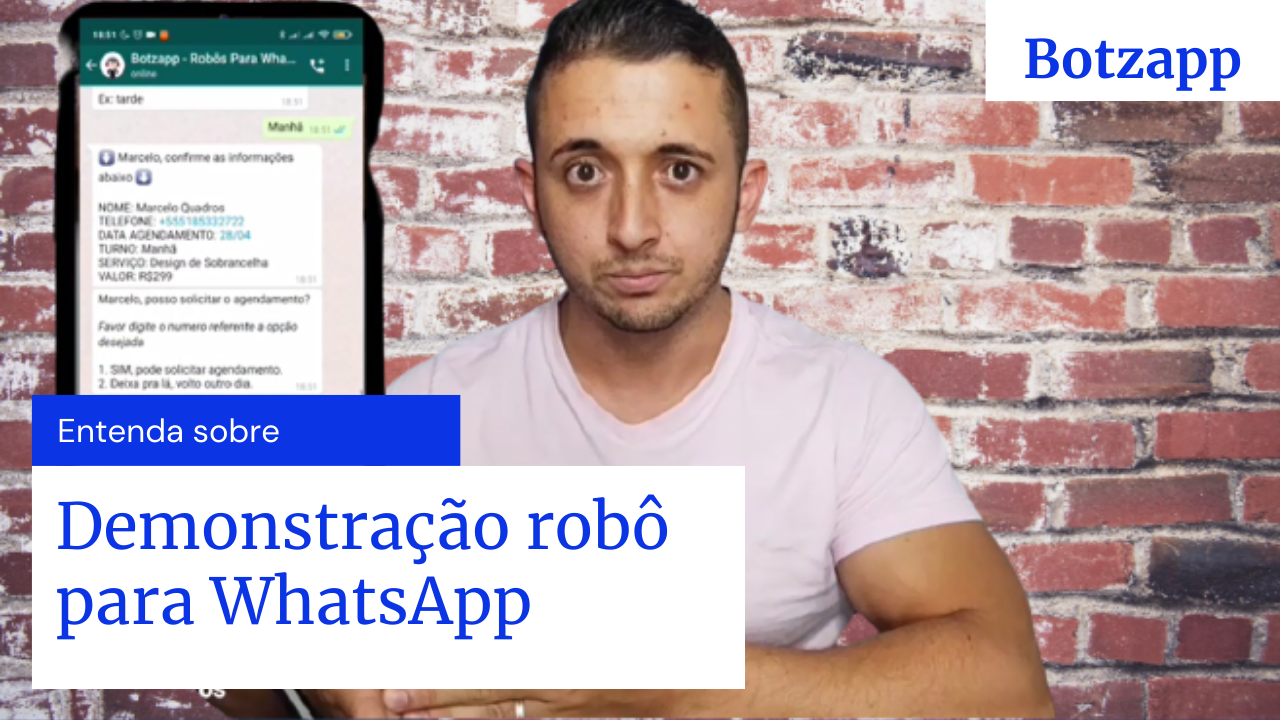 18:51
Botzapp - Robôs Para Wha...
online
Ex: tarde
18:51
Manhã 18:51
Marcelo, confirme as informações
abaixo
NOME: Marcelo Quadros
TELEFONE: +555185332722
DATA AGENDAMENTO: 28/04
TURNO: Manhã
SERVIÇO: Design de Sobrancelha
VALOR: R$299
18:51
Marcelo, posso solicitar o agendamento?
Favor digite o numero referente a opção
desejada
1. SIM, pode solicitar agendamento.
2. Deixa pra lá, volto outro dia.
18:51
Botzapp
Entenda sobre
Demonstração robô
para WhatsApp